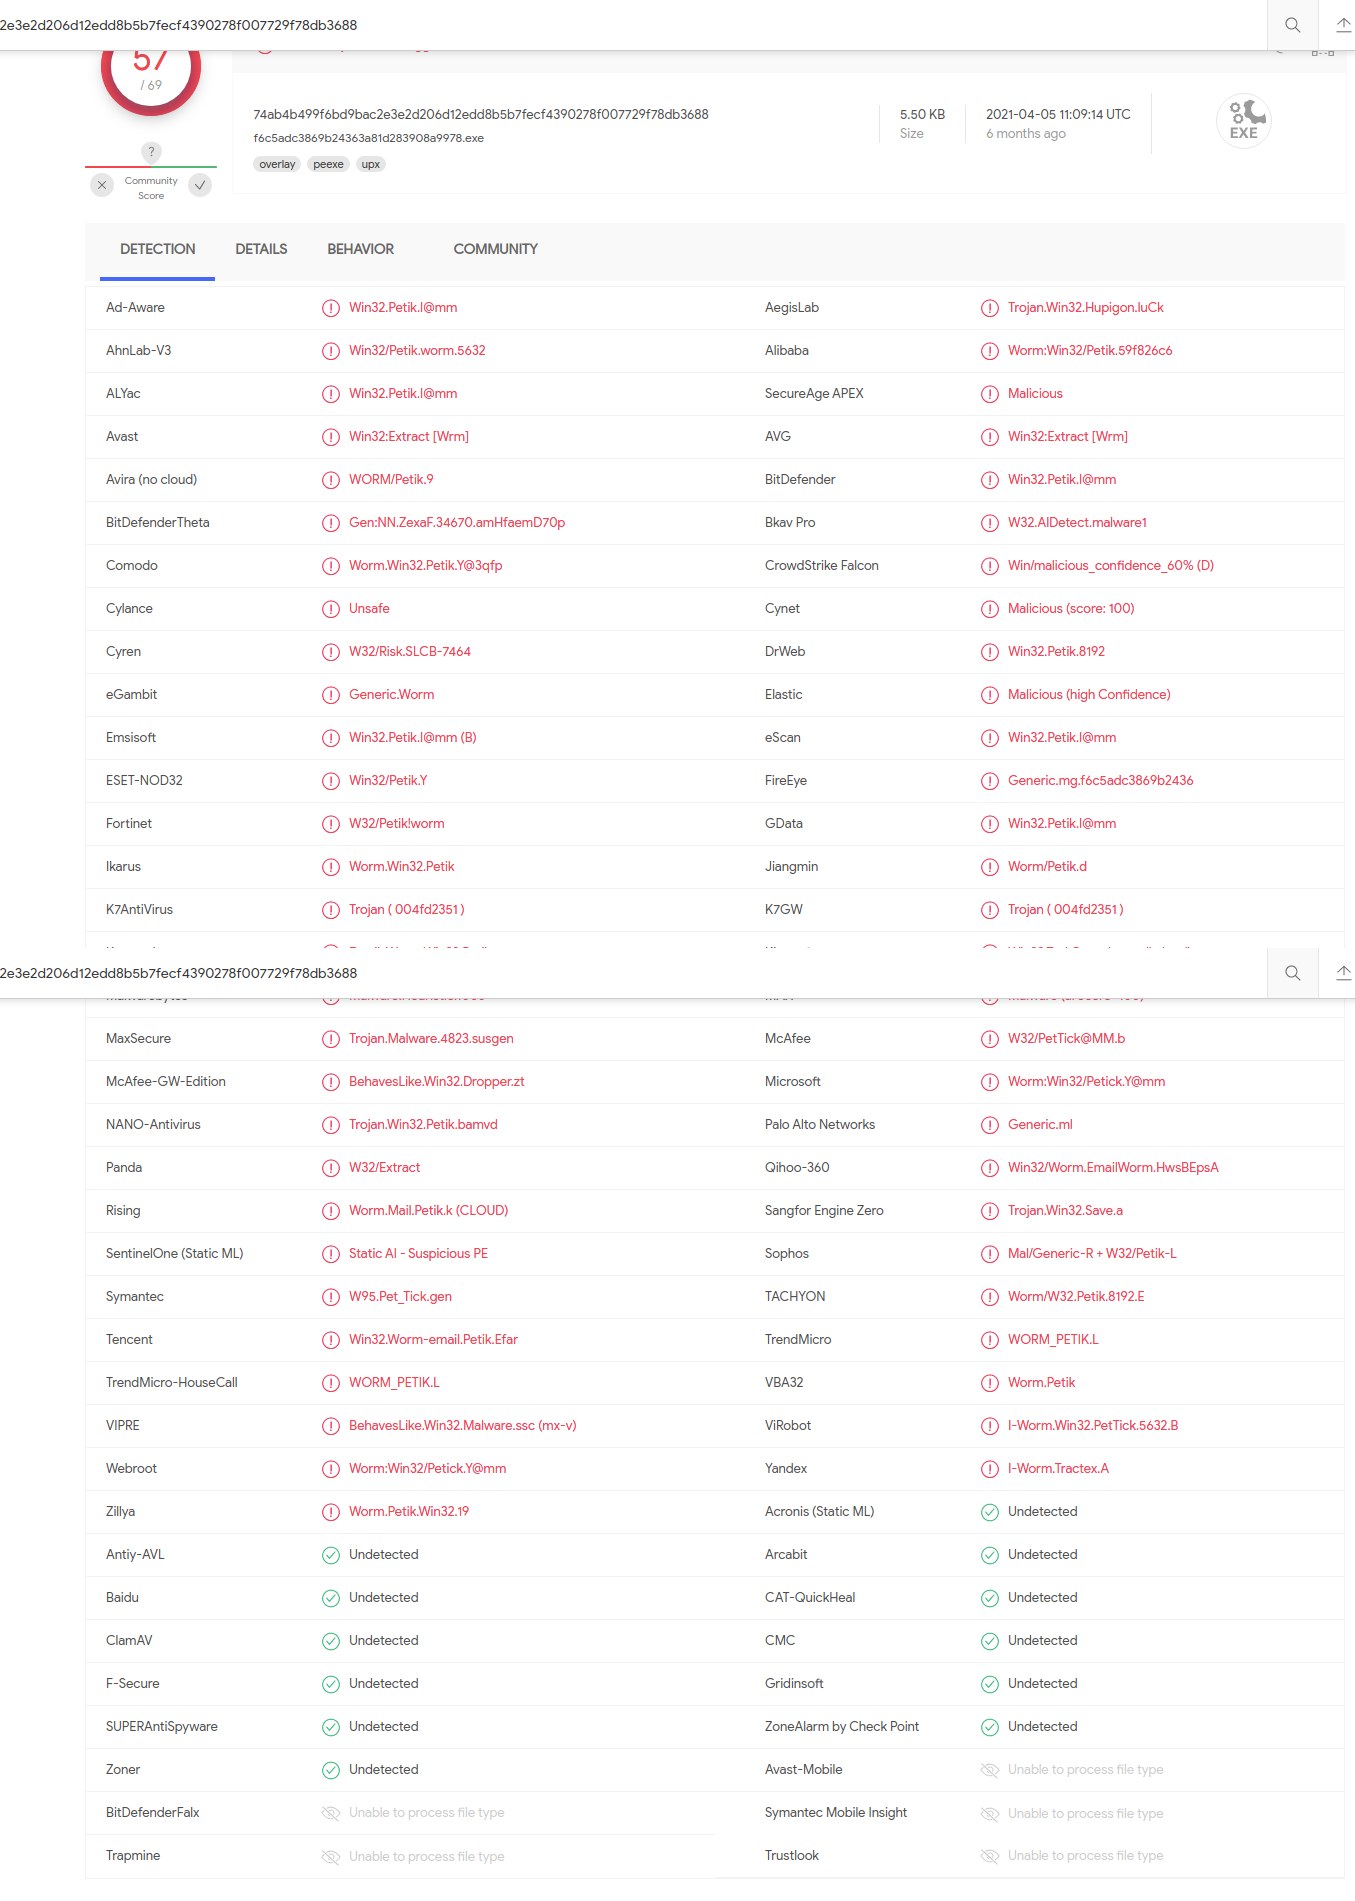 2e3e2d206d12edd8b5b7fecf4390278f007729f78db3688
57
/ 69
?
Community
Score
74ab4b499f6bd9bac2e3e2d206d12edd8b5b7fecf4390278f007729f78db3688
f6c5adc3869b24363a81d283908a9978.exe
overlay peexe upx
5.50 KB
Size
2021-04-05 11:09:14 UTC
6 months ago
EXE
DETECTION DETAILS BEHAVIOR COMMUNITY
Ad-Aware Win32.Petik.I@mm AegisLab Trojan.Win32.Hupigon.luCk
AhnLab-V3 Win32/Petik.worm.5632 Alibaba Worm:Win32/Petik.59f826c6
ALYac Win32.Petik.I@mm SecureAge APEX Malicious
Avast Win32:Extract [Wrm] AVG Win32:Extract [Wrm]
Avira (no cloud) WORM/Petik.9 BitDefender Win32.Petik.I@mm
BitDefenderTheta Gen:NN.ZexaF.34670.amHfaemD70p Bkav Pro W32.AIDetect.malware1
Comodo Worm.Win32.Petik.Y@3qfp CrowdStrike Falcon Win/malicious_confidence_60% (D)
Cylance Unsafe Cynet Malicious (score: 100)
Cyren W32/Risk.SLCB-7464 DrWeb Win32.Petik.8192
eGambit Generic.Worm Elastic Malicious (high Confidence)
Emsisoft Win32.Petik.I@mm (B) eScan Win32.Petik.I@mm
ESET-NOD32 Win32/Petik.Y FireEye Generic.mg.f6c5adc3869b2436
Fortinet W32/Petik!worm GData Win32.Petik.I@mm
Ikarus Worm.Win32.Petik Jiangmin Worm/Petik.d
K7AntiVirus Trojan ( 004fd2351 ) K7GW Trojan ( 004fd2351 )
2e3e2d206d12edd8b5b7fecf4390278f007729f78db3688
MaxSecure Trojan.Malware.4823.susgen McAfee W32/PetTick@MM.b
McAfee-GW-Edition BehavesLike.Win32.Dropper.zt Microsoft Worm:Win32/Petick.Y@mm
NANO-Antivirus Trojan.Win32.Petik.bamvd Palo Alto Networks Generic.ml
Panda W32/Extract Qihoo-360 Win32/Worm.EmailWorm.HwsBEpsA
Rising Worm.Mail.Petik.k (CLOUD) Sangfor Engine Zero Trojan.Win32.Save.a
SentinelOne (Static ML) Static AI - Suspicious PE Sophos Mal/Generic-R + W32/Petik-L
Symantec W95.Pet_Tick.gen TACHYON Worm/W32.Petik.8192.E
Tencent Win32.Worm-email.Petik.Efar TrendMicro WORM_PETIK.L
TrendMicro-HouseCall WORM_PETIK.L VBA32 Worm.Petik
VIPRE BehavesLike.Win32.Malware.ssc (mx-v) ViRobot I-Worm.Win32.PetTick.5632.B
Webroot Worm:Win32/Petick.Y@mm Yandex I-Worm.Tractex.A
Zillya Worm.Petik.Win32.19 Acronis (Static ML) Undetected
Antiy-AVL Undetected Arcabit Undetected
Baidu Undetected CAT-QuickHeal Undetected
ClamAV Undetected CMC Undetected
F-Secure Undetected Gridinsoft Undetected
SUPERAntiSpyware Undetected ZoneAlarm by Check Point Undetected
Zoner Undetected Avast-Mobile Unable to process file type
BitDefenderFalx Unable to process file type Symantec Mobile Insight Unable to process file type
Trapmine Unable to process file type Trustlook Unable to process file type